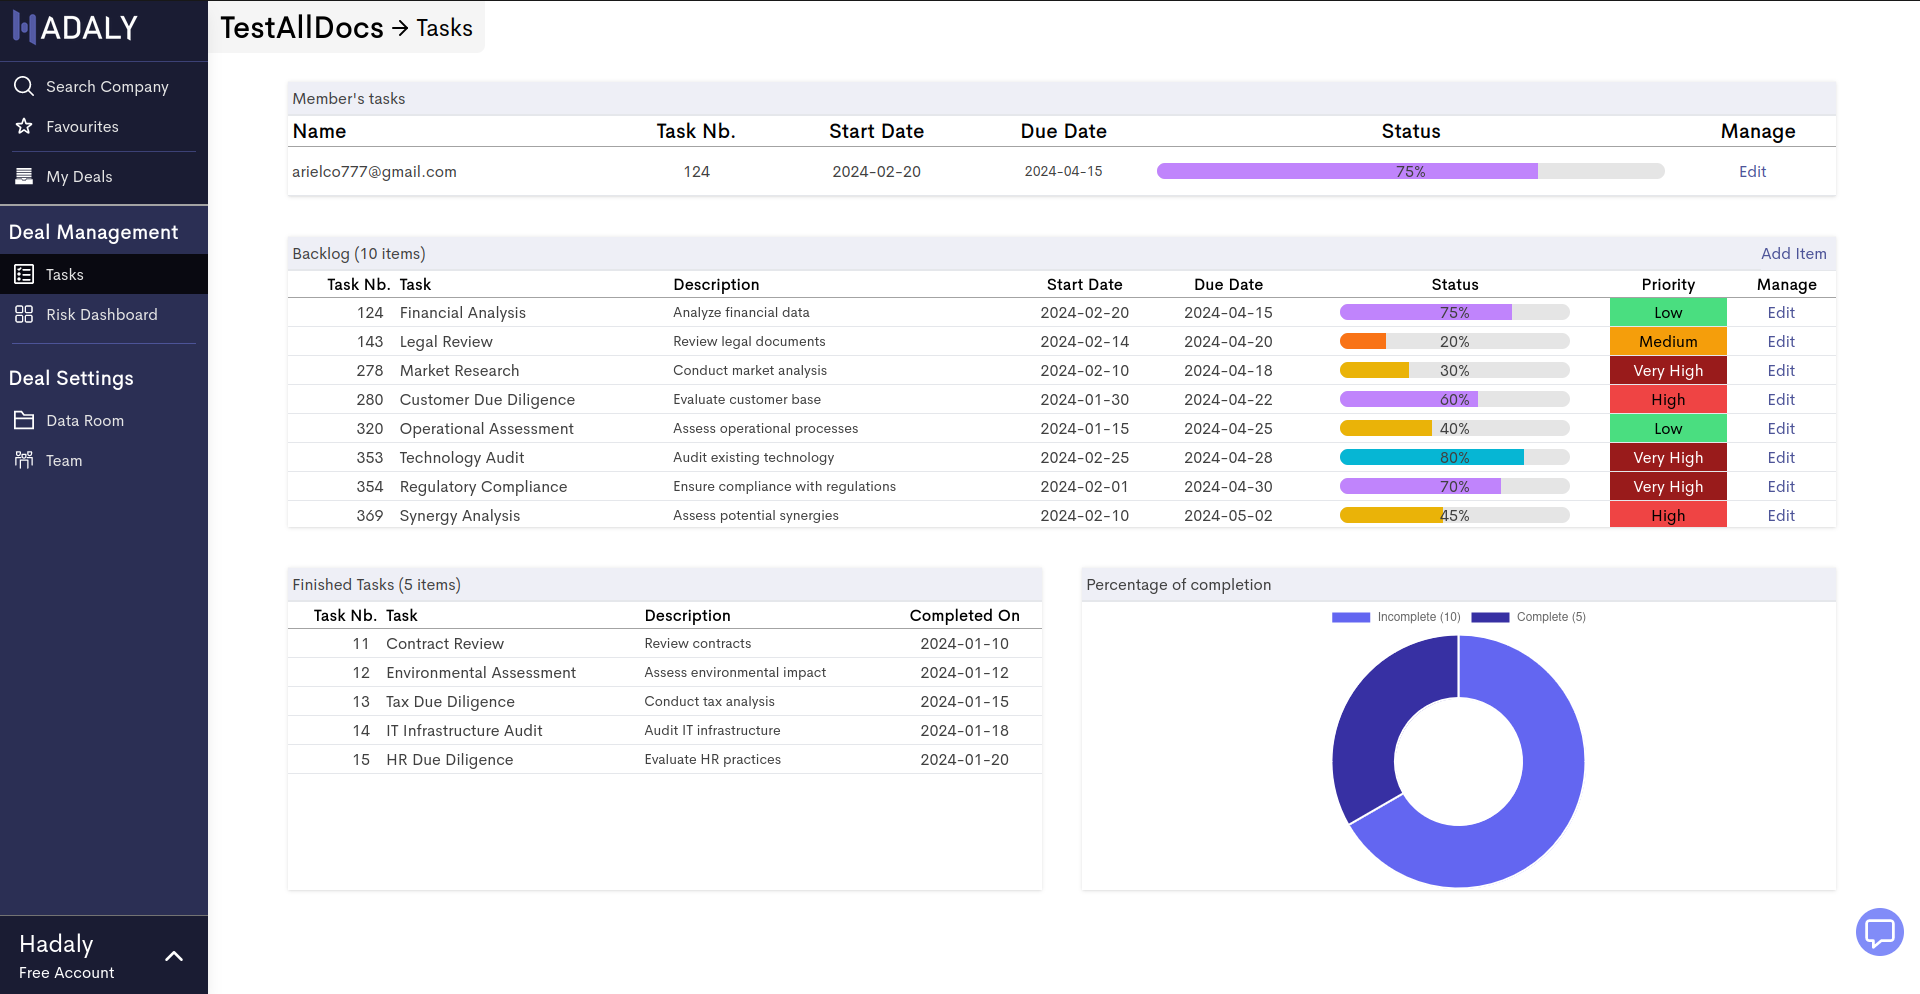 HADALY
Search Company
Favourites
My Deals
Deal Management
Tasks
Risk Dashboard
Deal Settings
Data Room
Team
Hadaly
Free Account
TestAllDocs → Tasks
Member's tasks
Name Task Nb. Start Date Due Date Status Manage
arielco777@gmail.com 124 2024-02-20 2024-04-15 75% Edit
Backlog (10 items) Add Item
Task Nb. Task Description Start Date Due Date Status Priority Manage
124 Financial Analysis Analyze financial data 2024-02-20 2024-04-15 75% Low Edit
143 Legal Review Review legal documents 2024-02-14 2024-04-20 20% Medium Edit
278 Market Research Conduct market analysis 2024-02-10 2024-04-18 30% Very High Edit
280 Customer Due Diligence Evaluate customer base 2024-01-30 2024-04-22 60% High Edit
320 Operational Assessment Assess operational processes 2024-01-15 2024-04-25 40% Low Edit
353 Technology Audit Audit existing technology 2024-02-25 2024-04-28 80% Very High Edit
354 Regulatory Compliance Ensure compliance with regulations 2024-02-01 2024-04-30 70% Very High Edit
369 Synergy Analysis Assess potential synergies 2024-02-10 2024-05-02 45% High Edit
Finished Tasks (5 items)
Task Nb. Task Description Completed On
11 Contract Review Review contracts 2024-01-10
12 Environmental Assessment Assess environmental impact 2024-01-12
13 Tax Due Diligence Conduct tax analysis 2024-01-15
14 IT Infrastructure Audit Audit IT infrastructure 2024-01-18
15 HR Due Diligence Evaluate HR practices 2024-01-20
Percentage of completion
Incomplete (10) Complete (5)